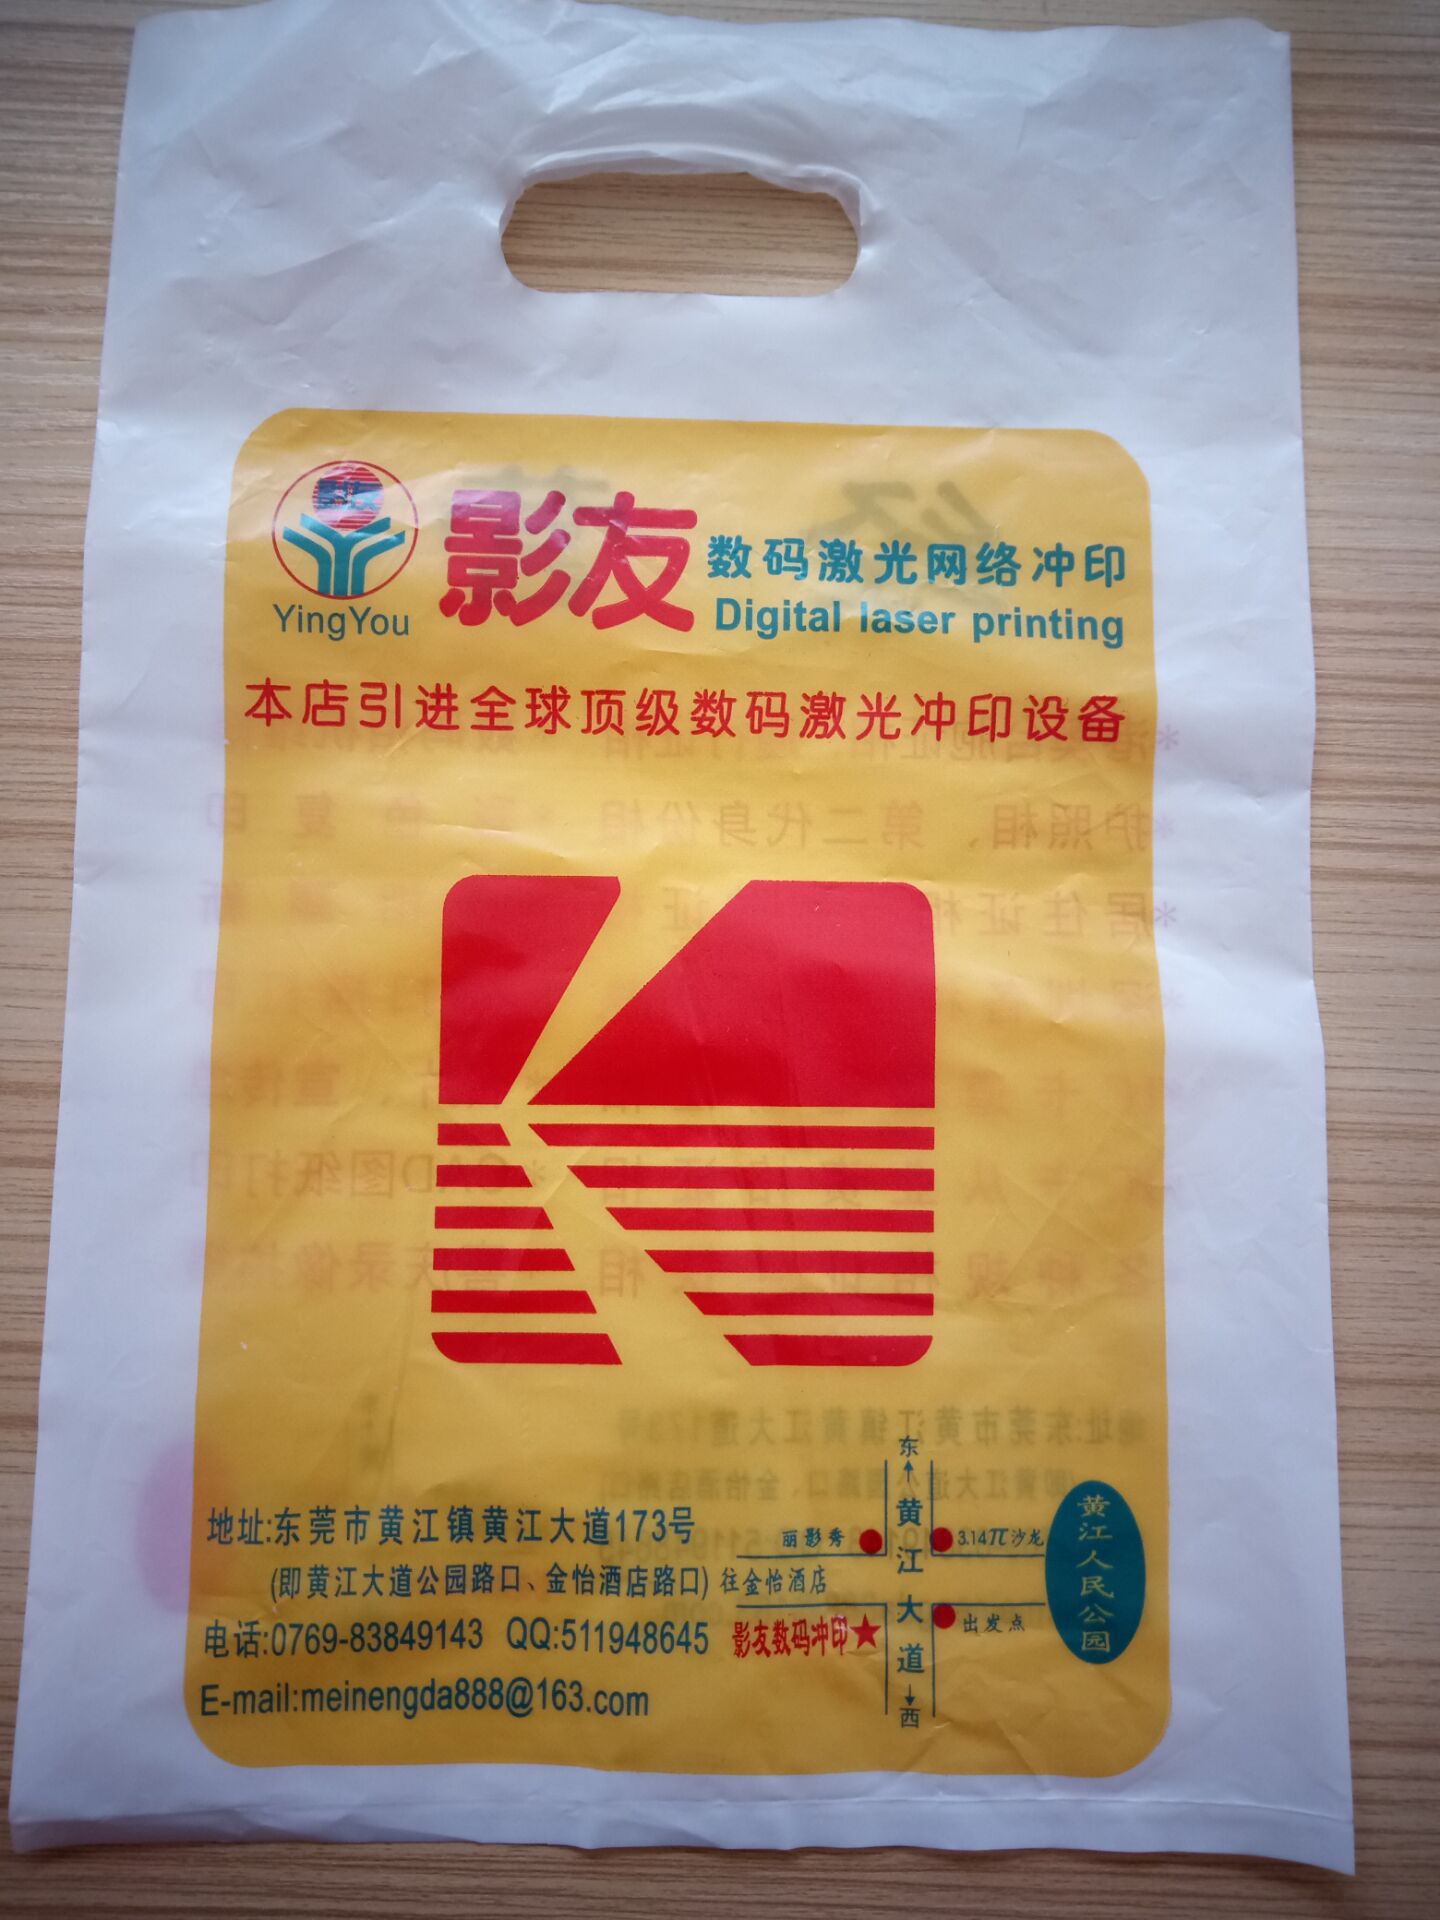 影友
YingYou
影友
数码激光网络冲印
Digital laser printing
本店引进全球顶级数码激光冲印设备
地址:东莞市黄江镇黄江大道173号
(即黄江大道公园路口、金怡酒店路口)
电话:0769-83849143 QQ:511948645
E-mail:meinengda888@163.com
东
黄江大道
西
丽影秀
3.14π沙龙
往金怡酒店
影友数码冲印
出发点
黄江人民公园